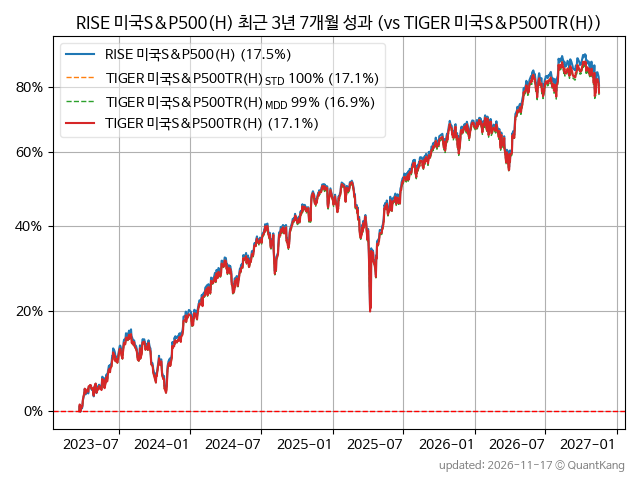 RISE 미국S&P500(H) 최근 3년 7개월 성과 (vs TIGER 미국S&P500TR(H))
RISE 미국S&P500(H) (17.5%)
TIGER 미국S&P500TR(H) STD 100% (17.1%)
TIGER 미국S&P500TR(H) MDD 99% (16.9%)
TIGER 미국S&P500TR(H) (17.1%)
80%
60%
40%
20%
0%
2023-07 2024-01 2024-07 2025-01 2025-07 2026-01 2026-07 2027-01
updated: 2026-11-17 © QuantKang